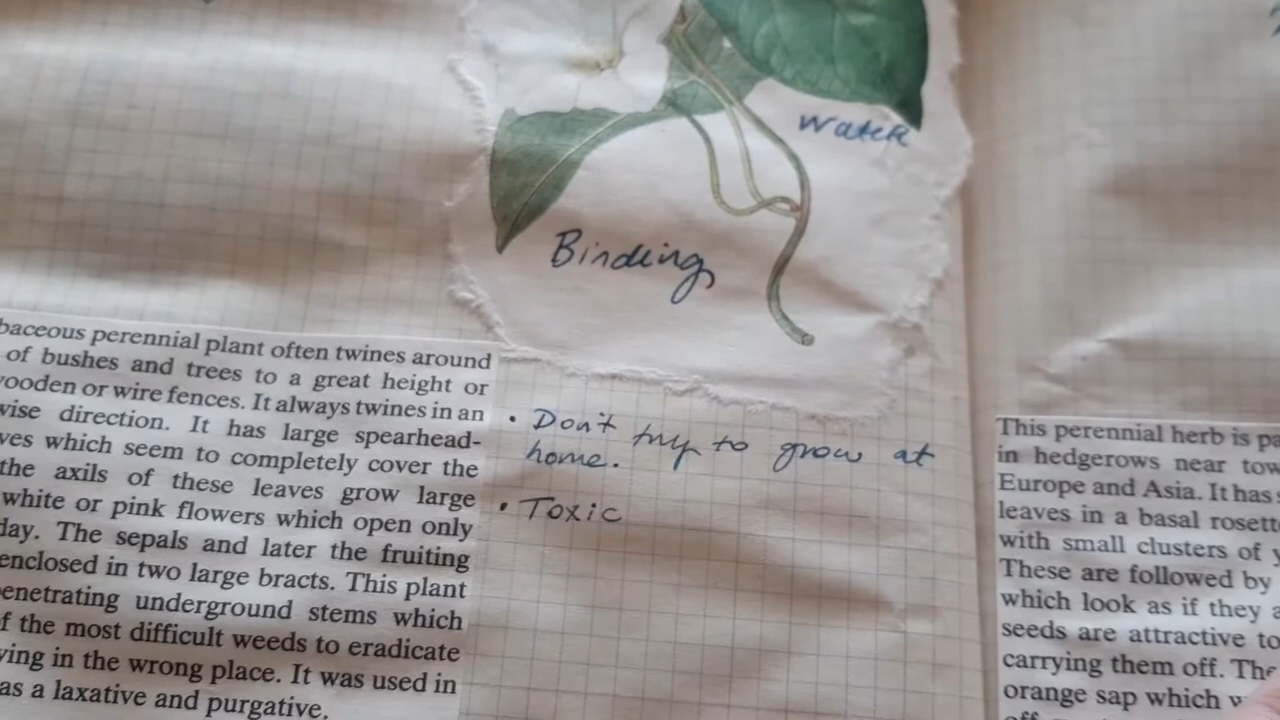 Water
Binding
baceous perennial plant often twines around
of bushes and trees to a great height or
wooden or wire fences. It always twines in an
wise direction. It has large spearhead-
ves which seem to completely cover the
the axils of these leaves grow large
white or pink flowers which open only
day. The sepals and later the fruiting
enclosed in two large bracts. This plant
penetrating underground stems which
f the most difficult weeds to eradicate
ving in the wrong place. It was used in
as a laxative and purgative.
• Don't try to grow at
home.
• Toxic
This perennial herb is pa
in hedgerows near tow
Europe and Asia. It has s
leaves in a basal rosette
with small clusters of y
These are followed by
which look as if they a
seeds are attractive to
carrying them off. The
orange sap which w